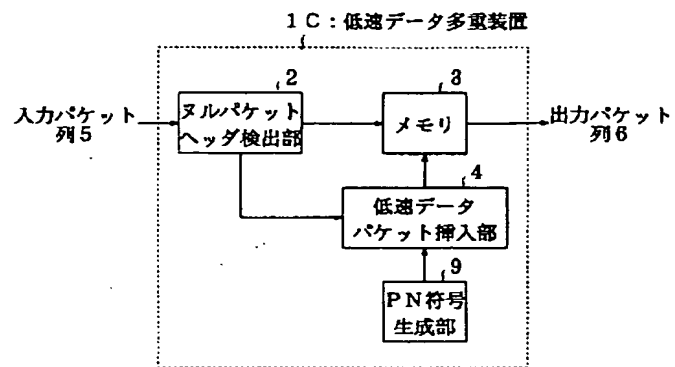 1C:低速データ多重装置
2
3
入力パケット
列5
ヌルパケット
ヘッダ検出部
メモリ
出力パケット
列6
4
低速データ
パケット挿入部
9
PN符号
生成部